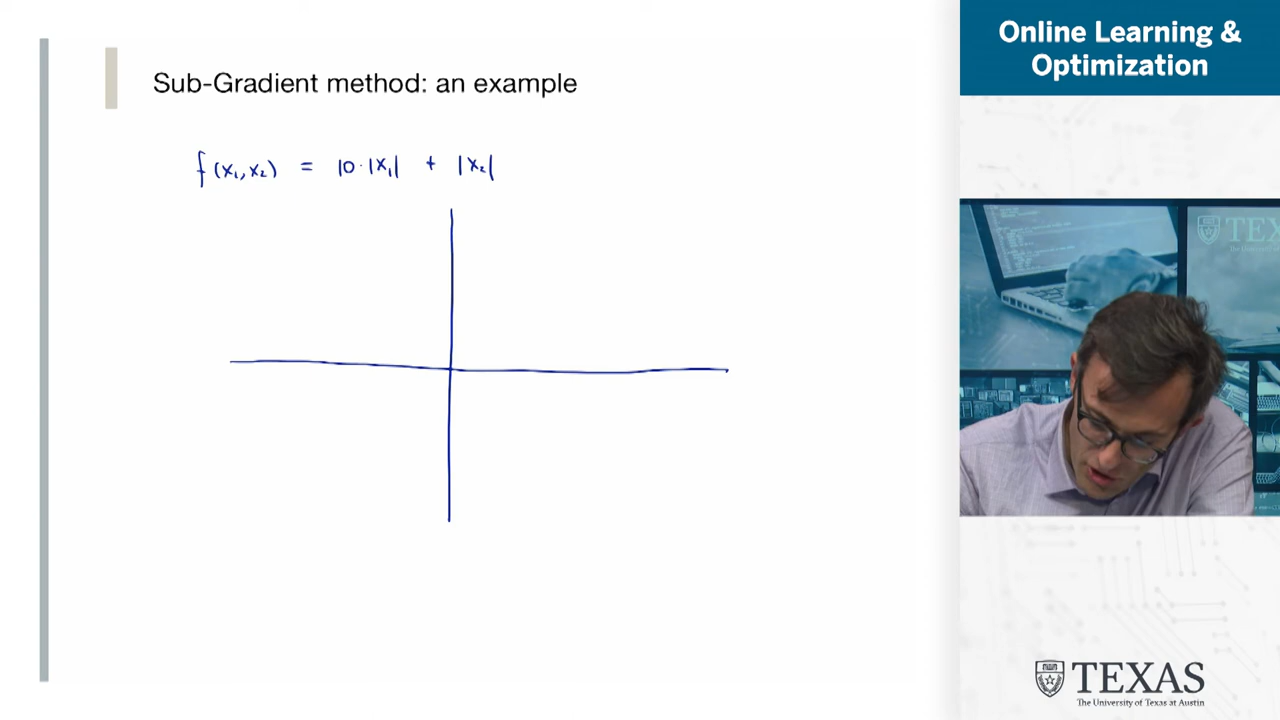 Sub-Gradient method: an example
f(x₁,x₂) = 10·|x₁| + |x₂|
Online Learning &
Optimization
TEX
TEXAS
The University of Texas at Austin